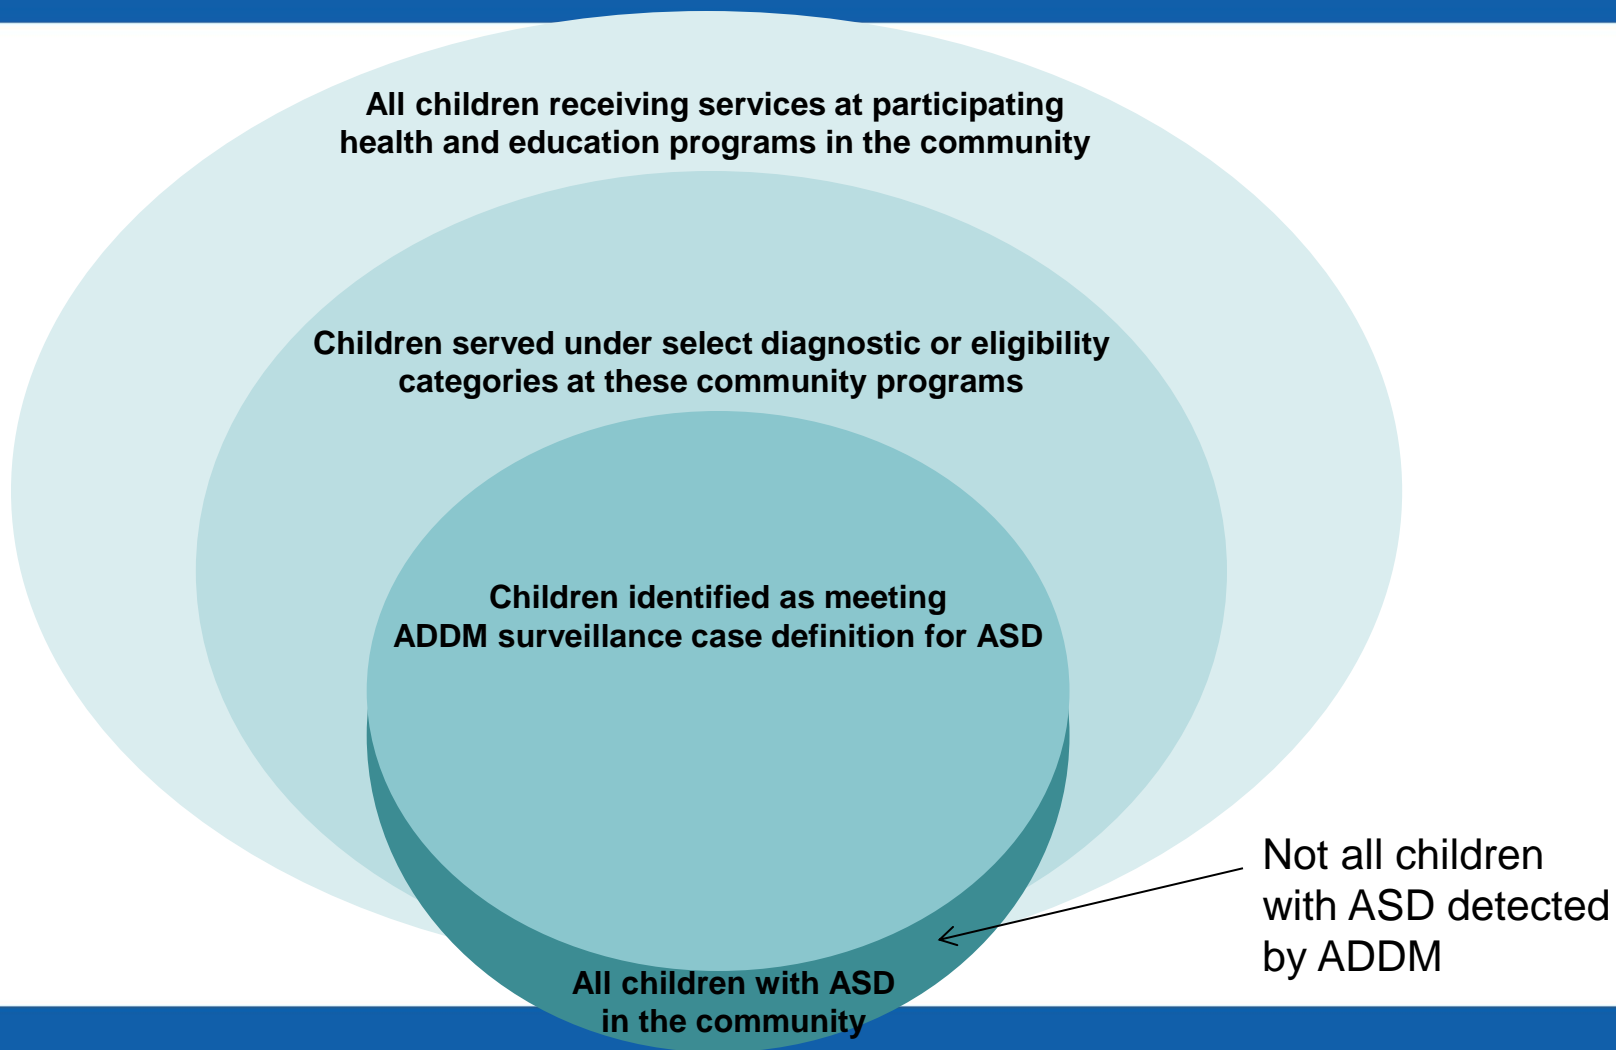 All children receiving services at participating
health and education programs in the community
Children served under select diagnostic or eligibility
categories at these community programs
Children identified as meeting
ADDM surveillance case definition for ASD
Not all children
with ASD detected
by ADDM
All children with ASD
in the community